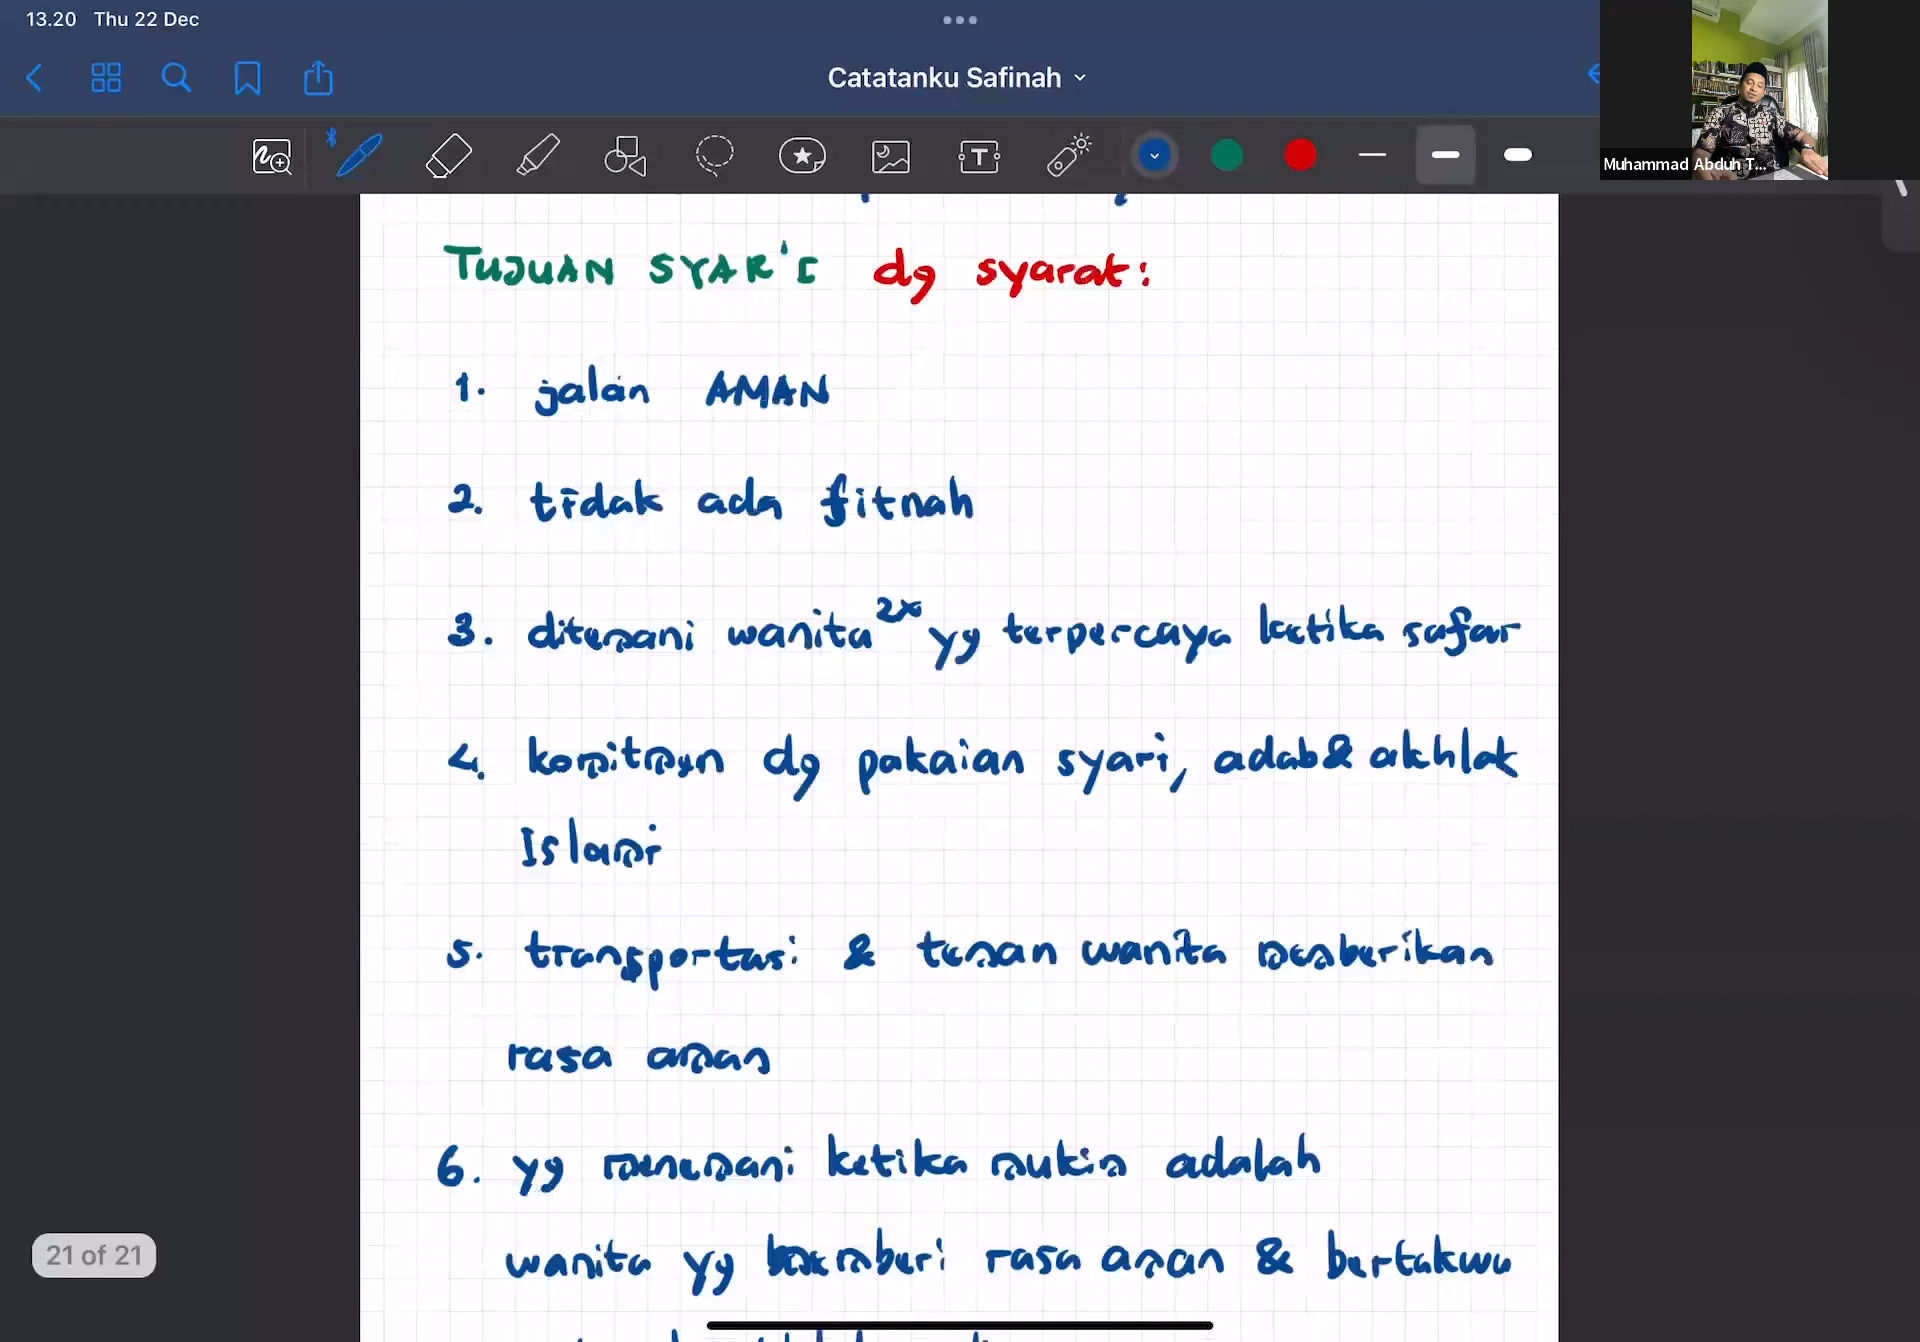 13.20 Thu 22 Dec
Catatanku Safinah
Muhammad Abduh T...
TUJUAN SYAR'I dg syarat:
1. jalan AMAN
2. tidak ada fitnah
3. ditemani wanita 2x yg terpercaya ketika safar
4. komitmen dg pakaian syari, adab & akhlak
Islami
5. transportasi & teman wanita memberikan
rasa aman
6. yg menemani ketika mukim adalah
wanita yg memberi rasa aman & bertakwa
21 of 21